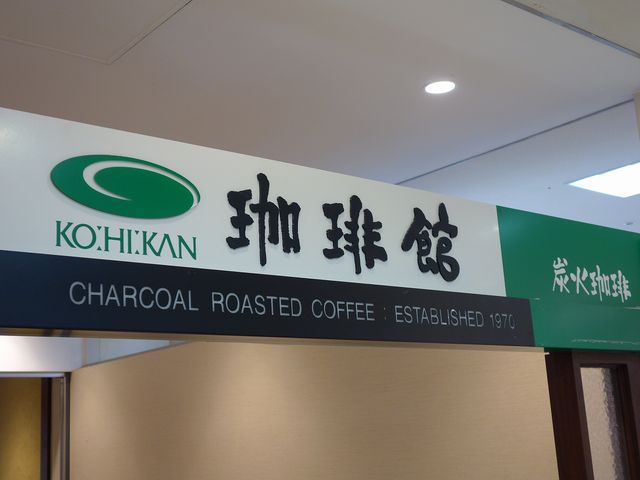 KO:HI:KAN
珈琲館
CHARCOAL ROASTED COFFEE : ESTABLISHED 1970
炭火珈琲